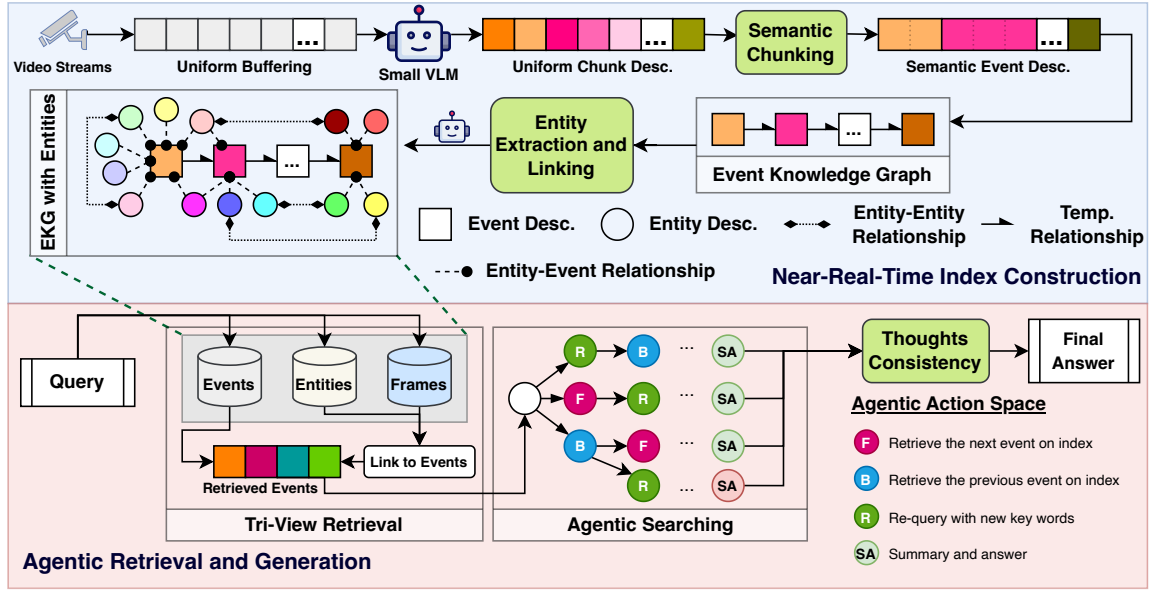 Video Streams
Uniform Buffering
...
Small VLM
Uniform Chunk Desc.
...
Semantic
Chunking
Semantic Event Desc.
...
EKG with Entities
...
Entity
Extraction and
Linking
...
Event Knowledge Graph
Event Desc.
Entity Desc.
Entity-Entity
Relationship
Temp.
Relationship
Entity-Event Relationship
Near-Real-Time Index Construction
Query
Events
Entities
Frames
Link to Events
Retrieved Events
Tri-View Retrieval
R B ... SA
F R ... SA
B F ... SA
R ... SA
Agentic Searching
Thoughts
Consistency
Final
Answer
Agentic Action Space
F Retrieve the next event on index
B Retrieve the previous event on index
R Re-query with new key words
SA Summary and answer
Agentic Retrieval and Generation